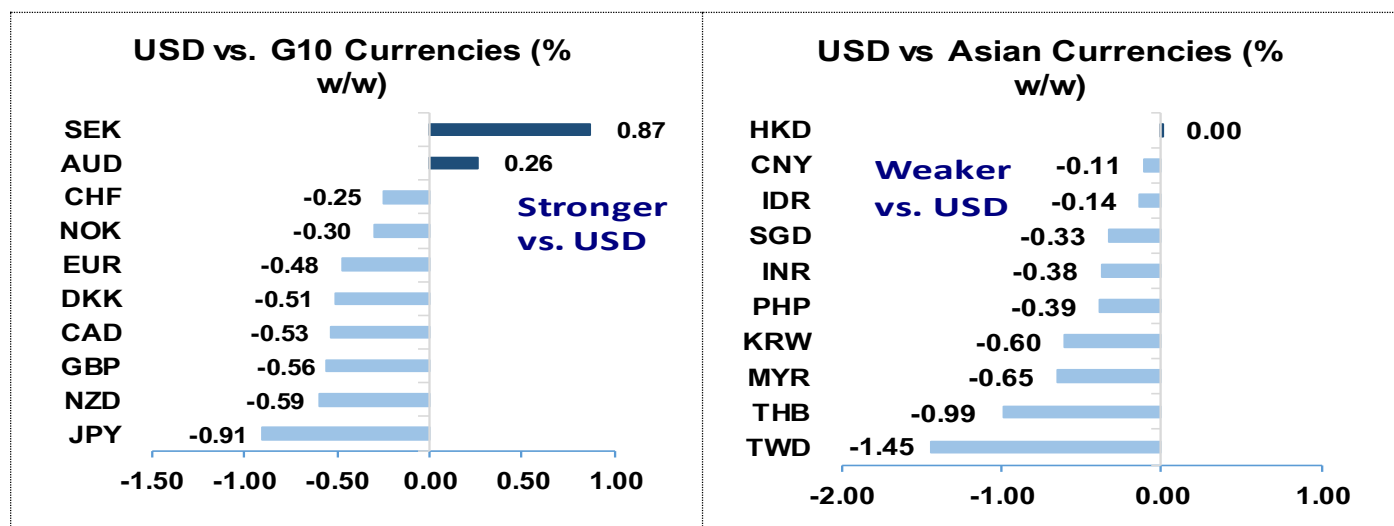 USD vs. G10 Currencies (%
w/w)
SEK 0.87
AUD 0.26
CHF -0.25
NOK -0.30
EUR -0.48
DKK -0.51
CAD -0.53
GBP -0.56
NZD -0.59
JPY -0.91
Stronger
vs. USD
-1.50 -1.00 -0.50 0.00 0.50 1.00
USD vs Asian Currencies (%
w/w)
HKD 0.00
CNY -0.11
IDR -0.14
SGD -0.33
INR -0.38
PHP -0.39
KRW -0.60
MYR -0.65
THB -0.99
TWD -1.45
Weaker
vs. USD
-2.00 -1.00 0.00 1.00